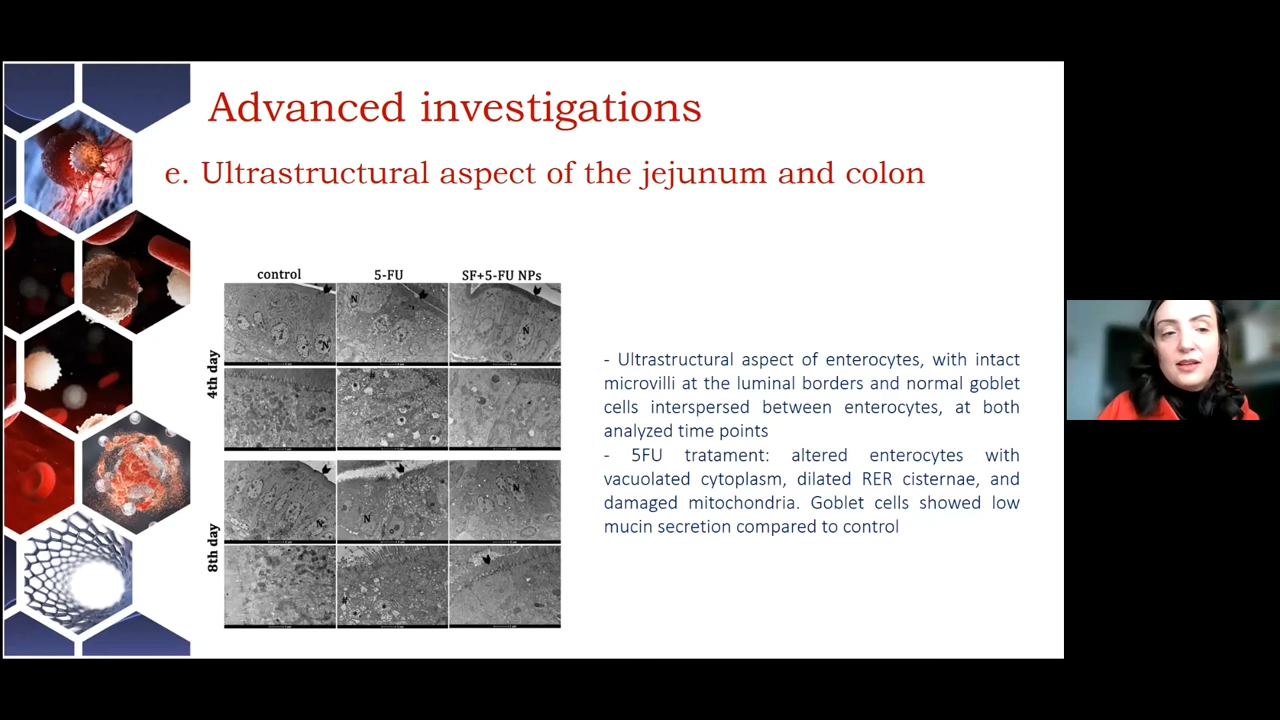 Advanced investigations
e. Ultrastructural aspect of the jejunum and colon
control 5-FU SF+5-FU NPs
4th day
N N N N
8th day
N N N
- Ultrastructural aspect of enterocytes, with intact
microvilli at the luminal borders and normal goblet
cells interspersed between enterocytes, at both
analyzed time points
- 5FU tratament: altered enterocytes with
vacuolated cytoplasm, dilated RER cisternae, and
damaged mitochondria. Goblet cells showed low
mucin secretion compared to control